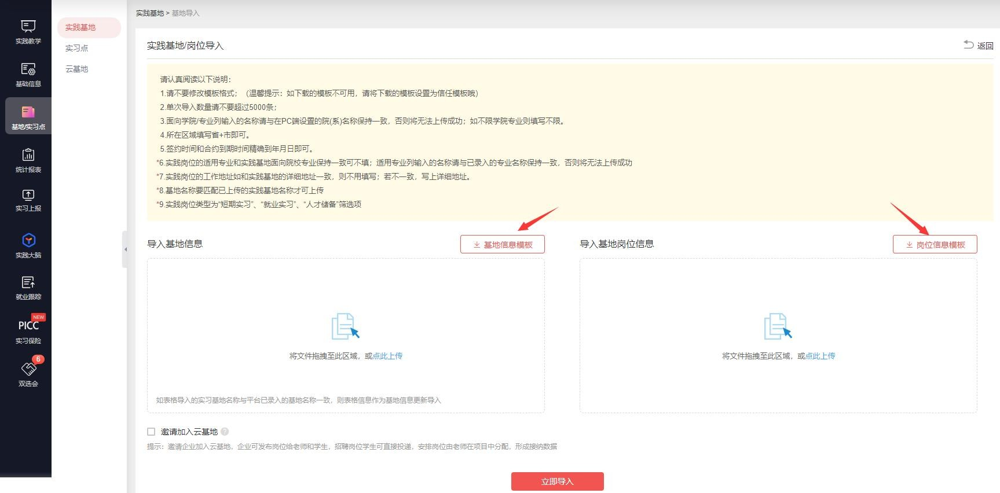 实践教学
基础信息
基地/实习点
统计报表
实习上报
实践大脑
就业跟踪
PICC
NEW
实习保险
6
双选会
实践基地
实习点
云基地
实践基地 > 基地导入
实践基地/岗位导入
返回
请认真阅读以下说明：
1.请不要修改模板格式；（温馨提示：如下载的模板不可用，请将下载的模板设置为信任模板哦）
2.单次导入数量请不要超过5000条；
3.面向学院/专业列输入的名称请与在PC端设置的院(系)名称保持一致，否则将无法上传成功；如不限学院专业则填写不限。
4.所在区域填写省+市即可。
5.签约时间和合约到期时间精确到年月日即可。
*6.实践岗位的适用专业和实践基地面向院校专业保持一致可不填；适用专业列输入的名称请与已录入的专业名称保持一致，否则将无法上传成功
*7.实践岗位的工作地址如和实践基地的详细地址一致，则不用填写；若不一致，写上详细地址。
*8.基地名称要匹配已上传的实践基地名称才可上传
*9.实践岗位类型为“短期实习”、“就业实习”、“人才储备”筛选项
导入基地信息
基地信息模板
将文件拖拽至此区域，或点此上传
如表格导入的实习基地名称与平台已录入的基地名称一致，则表格信息作为基地信息更新导入
导入基地岗位信息
岗位信息模板
将文件拖拽至此区域，或点此上传
邀请加入云基地 ?
提示：邀请企业加入云基地，企业可发布岗位给老师和学生，招聘岗位学生可直接投递，安排岗位由老师在项目中分配，形成接纳数据
立即导入